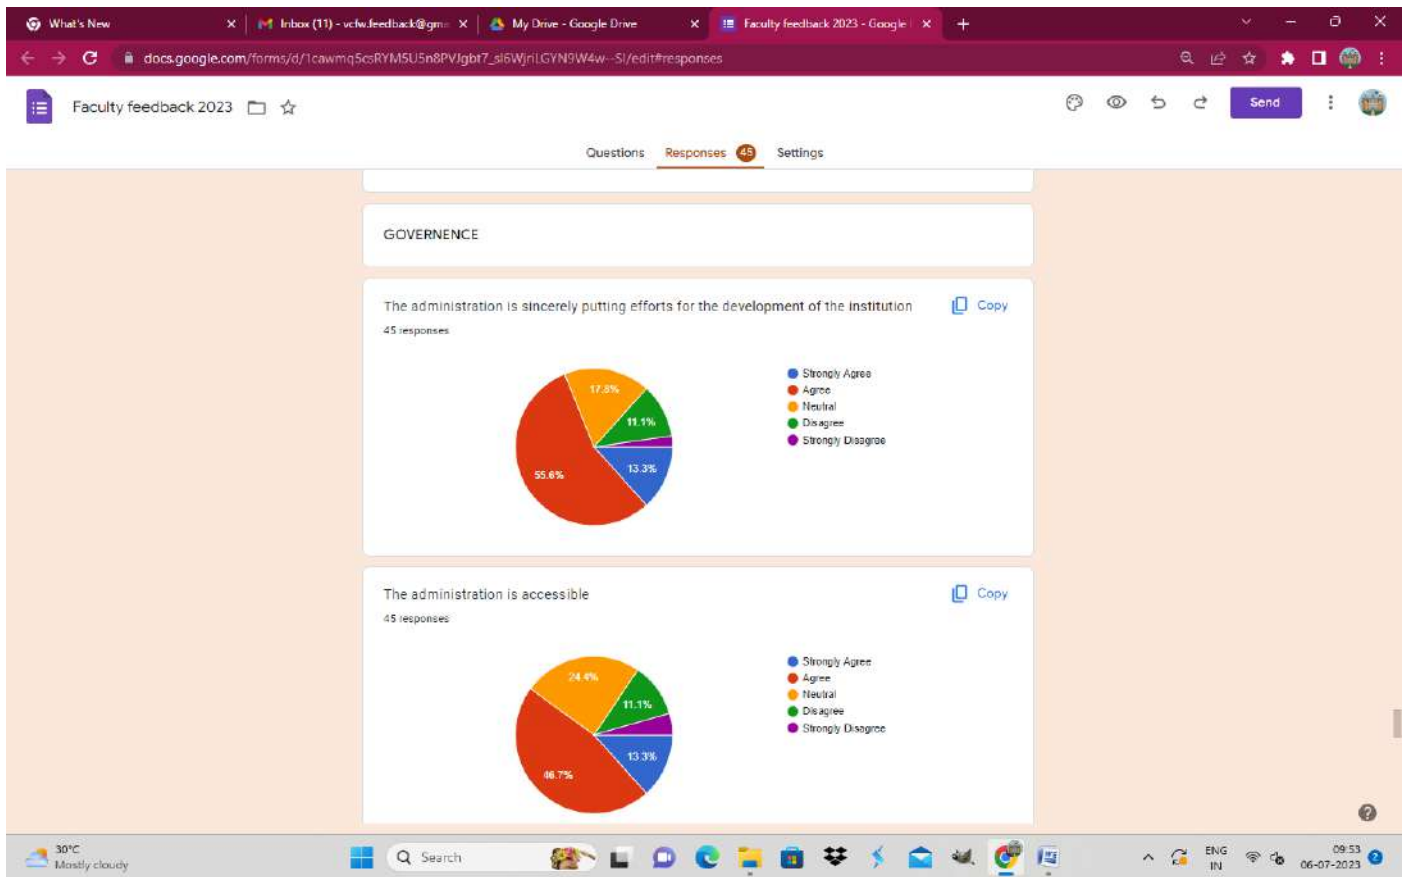 What's New
Inbox (11) - vcfw.feedback@gm
My Drive - Google Drive
Faculty feedback 2023 - Google
docs.google.com/forms/d/1cawmq5csRYMSU5n8PVJgbt7_sI6WjriLGYN9W4w--SI/edit#responses
Faculty feedback 2023
Send
Questions Responses 45 Settings
GOVERNENCE
The administration is sincerely putting efforts for the development of the institution
Copy
45 responses
17.8%
11.1%
13.3%
55.6%
Strongly Agree
Agree
Neutral
Disagree
Strongly Disagree
The administration is accessible
Copy
45 responses
24.4%
11.1%
13.3%
46.7%
Strongly Agree
Agree
Neutral
Disagree
Strongly Disagree
30°C
Mostly cloudy
Search
ENG
IN
09:53
06-07-2023
2